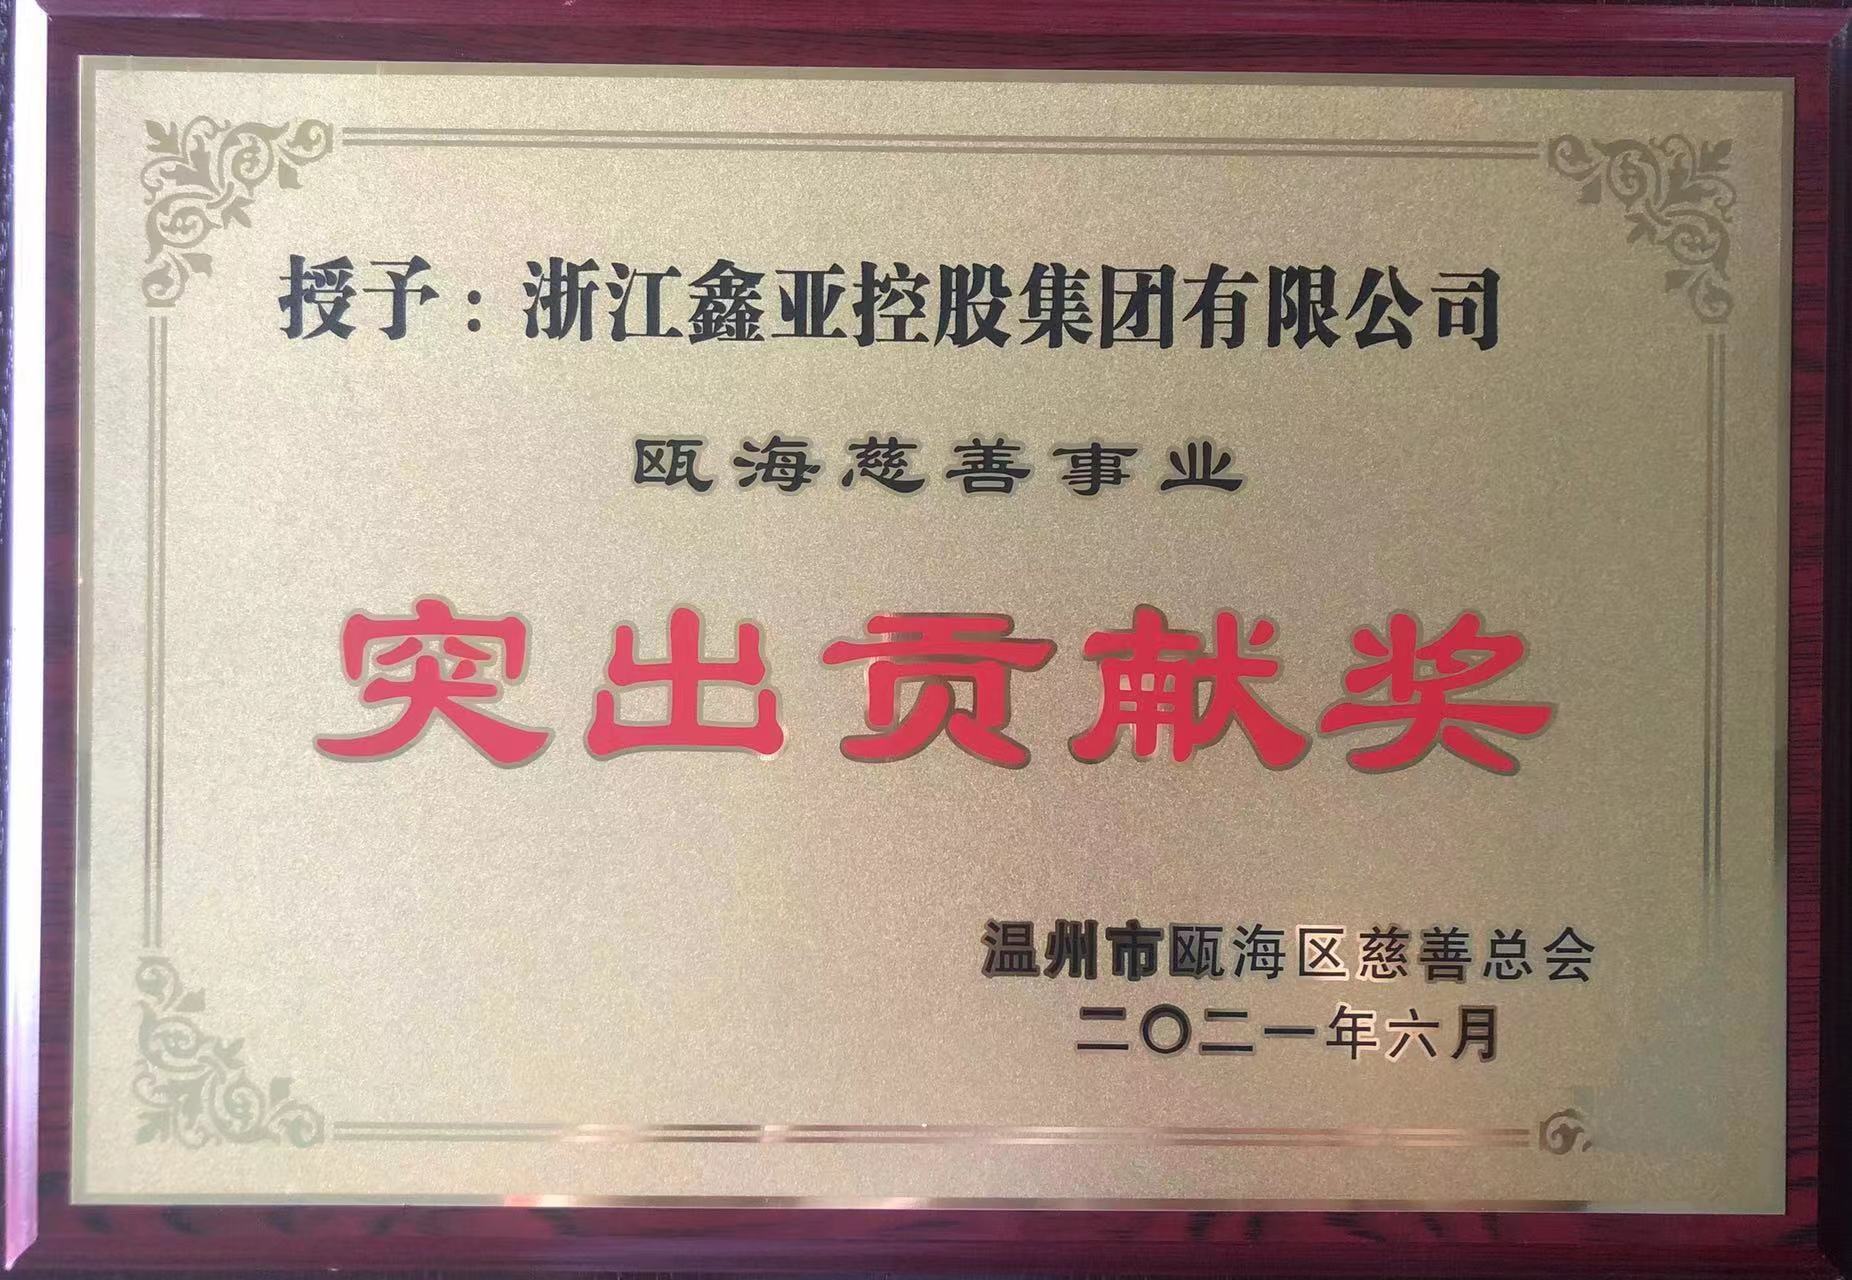 授予：浙江鑫亚控股集团有限公司
瓯海慈善事业
突出贡献奖
温州市瓯海区慈善总会
二〇二一年六月